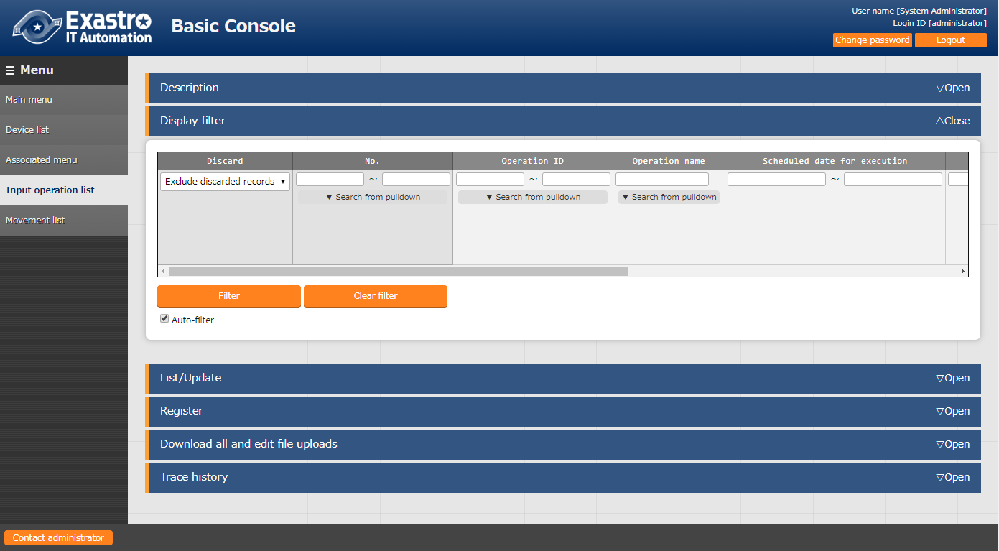 Exastro
IT Automation
Basic Console
User name [System Administrator]
Login ID [administrator]
Change password
Logout
☰ Menu
Main menu
Device list
Associated menu
Input operation list
Movement list
Description ▽Open
Display filter △Close
Discard No. Operation ID Operation name Scheduled date for execution
Exclude discarded records ▼ ~ ~ ~
▼ Search from pulldown ▼ Search from pulldown ▼ Search from pulldown
Filter Clear filter
Auto-filter
List/Update ▽Open
Register ▽Open
Download all and edit file uploads ▽Open
Trace history ▽Open
Contact administrator